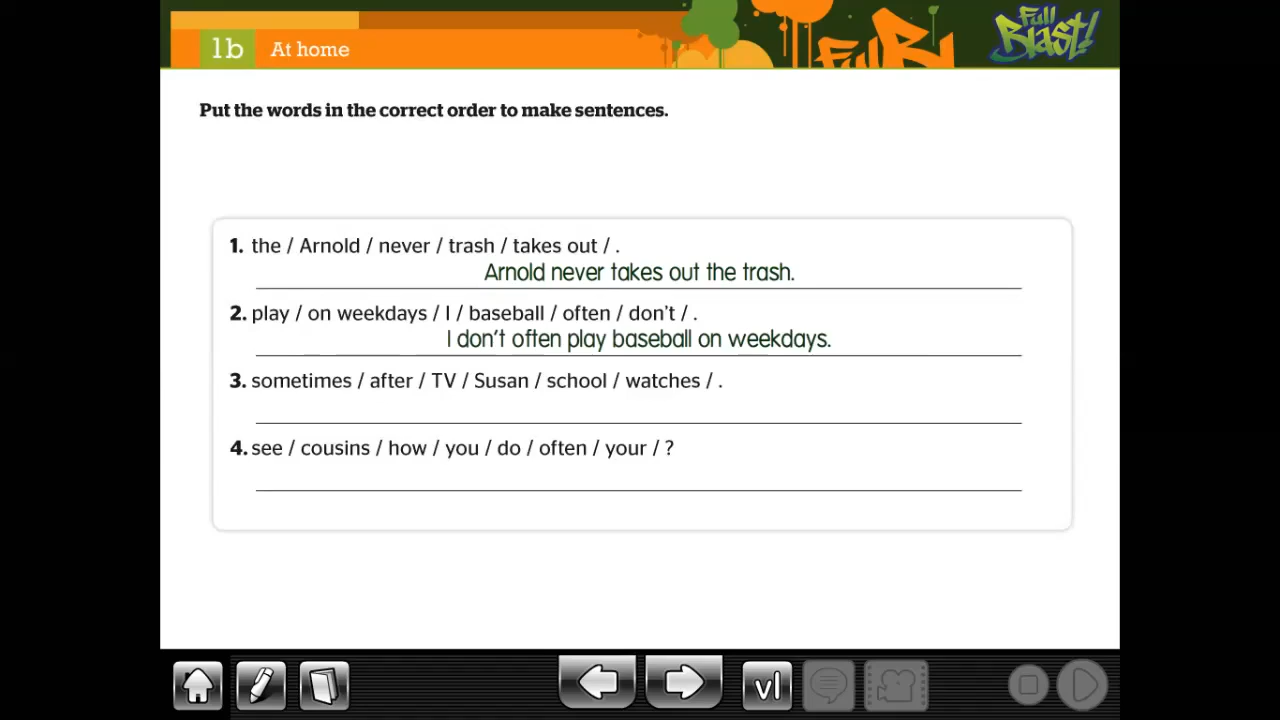 1b At home
Full Blast!
Put the words in the correct order to make sentences.
1. the / Arnold / never / trash / takes out / .
Arnold never takes out the trash.
2. play / on weekdays / I / baseball / often / don't / .
I don't often play baseball on weekdays.
3. sometimes / after / TV / Susan / school / watches / .
4. see / cousins / how / you / do / often / your / ?